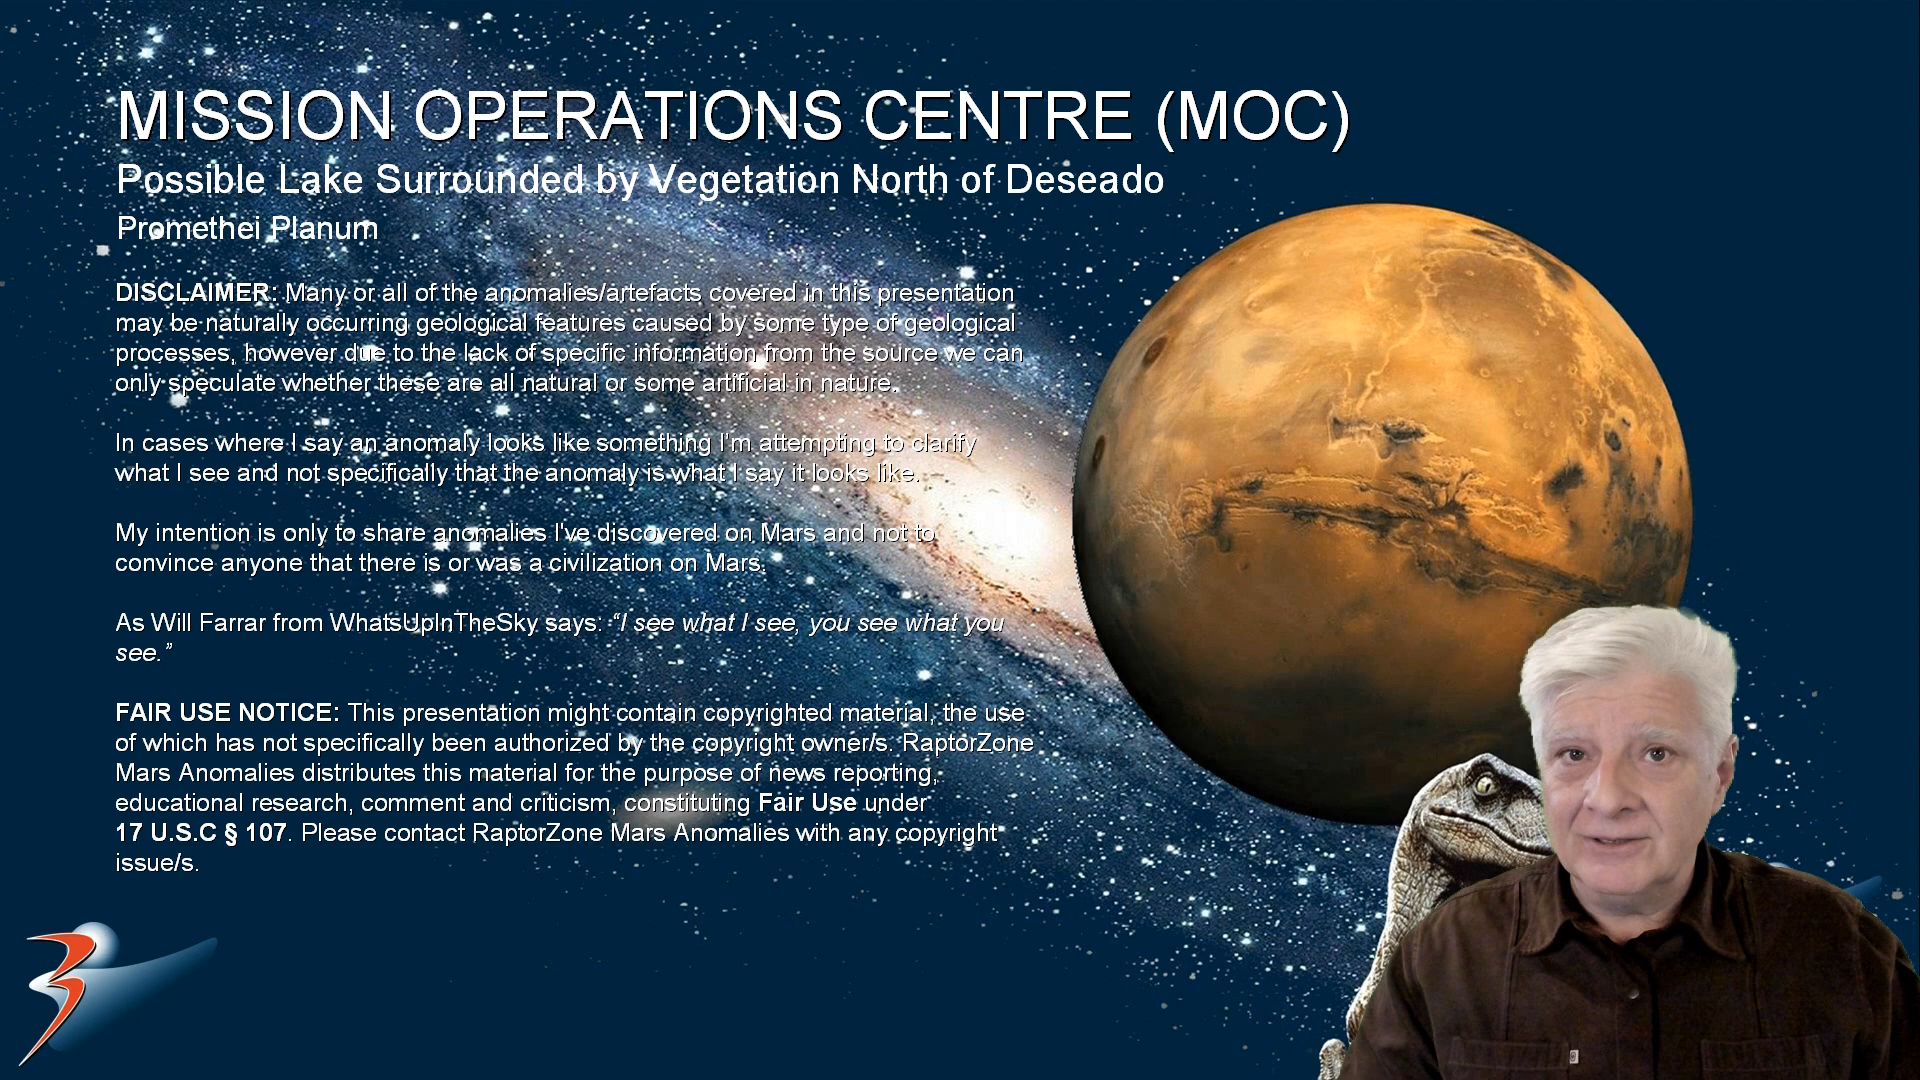 MISSION OPERATIONS CENTRE (MOC)
Possible Lake Surrounded by Vegetation North of Deseado
Promethei Planum
DISCLAIMER: Many or all of the anomalies/artefacts covered in this presentation
may be naturally occurring geological features caused by some type of geological
processes, however due to the lack of specific information from the source we can
only speculate whether these are all natural or some artificial in nature.
In cases where I say an anomaly looks like something I'm attempting to clarify
what I see and not specifically that the anomaly is what I say it looks like.
My intention is only to share anomalies I've discovered on Mars and not to
convince anyone that there is or was a civilization on Mars.
As Will Farrar from WhatsUpInTheSky says: “I see what I see, you see what you
see.”
FAIR USE NOTICE: This presentation might contain copyrighted material, the use
of which has not specifically been authorized by the copyright owner/s. RaptorZone
Mars Anomalies distributes this material for the purpose of news reporting,
educational research, comment and criticism, constituting Fair Use under
17 U.S.C § 107. Please contact RaptorZone Mars Anomalies with any copyright
issue/s.